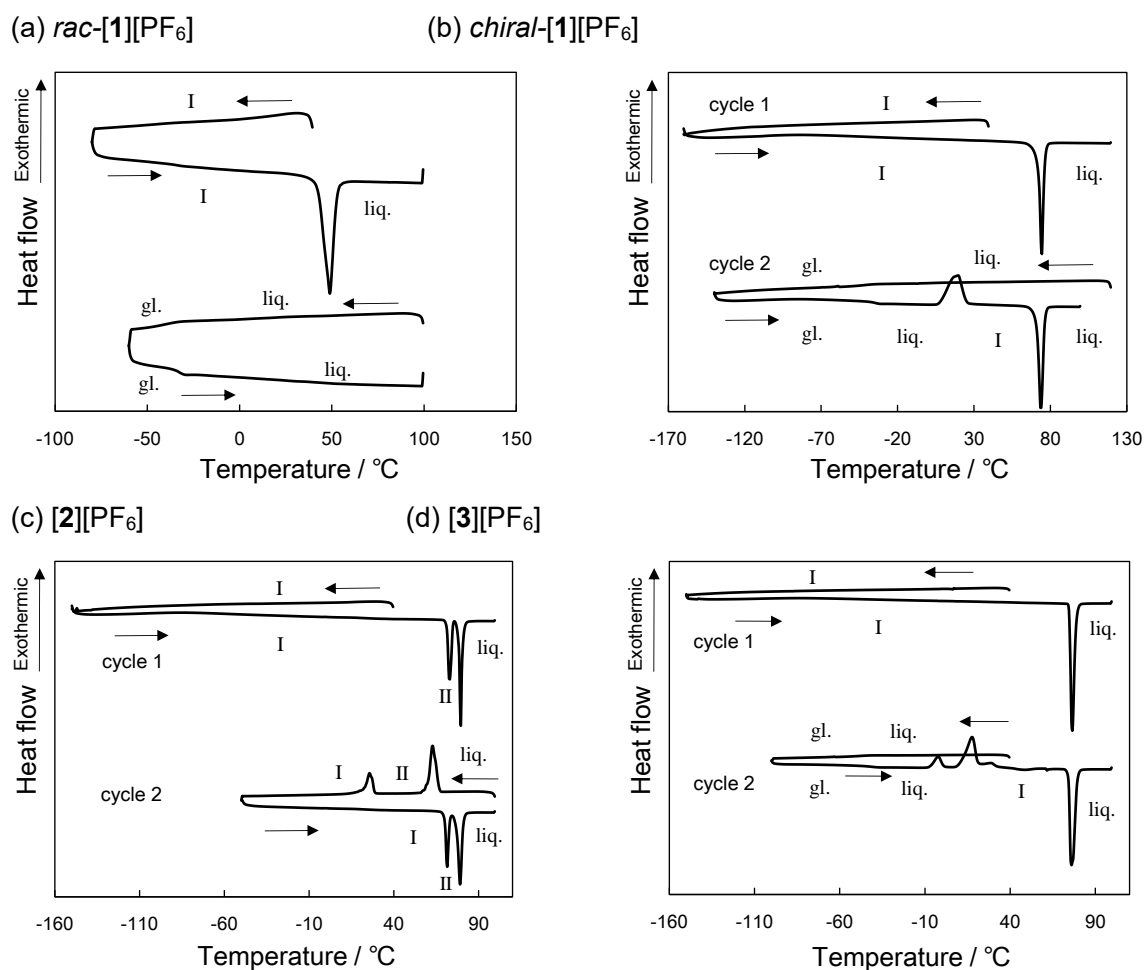 (a) rac-[1][PF₆]
Exothermic
Heat flow
I
I
liq.
gl.
liq.
gl.
liq.
-100 -50 0 50 100 150
Temperature / °C
(b) chiral-[1][PF₆]
Exothermic
Heat flow
cycle 1
I
I
liq.
cycle 2
gl.
liq.
gl.
liq.
I
liq.
-170 -120 -70 -20 30 80 130
Temperature / °C
(c) [2][PF₆]
Exothermic
Heat flow
I
I
cycle 1
II
liq.
cycle 2
I
II
liq.
I
II
liq.
-160 -110 -60 -10 40 90
Temperature / °C
(d) [3][PF₆]
Exothermic
Heat flow
I
I
cycle 1
liq.
gl.
liq.
cycle 2
gl.
liq.
I
liq.
-160 -110 -60 -10 40 90
Temperature / °C